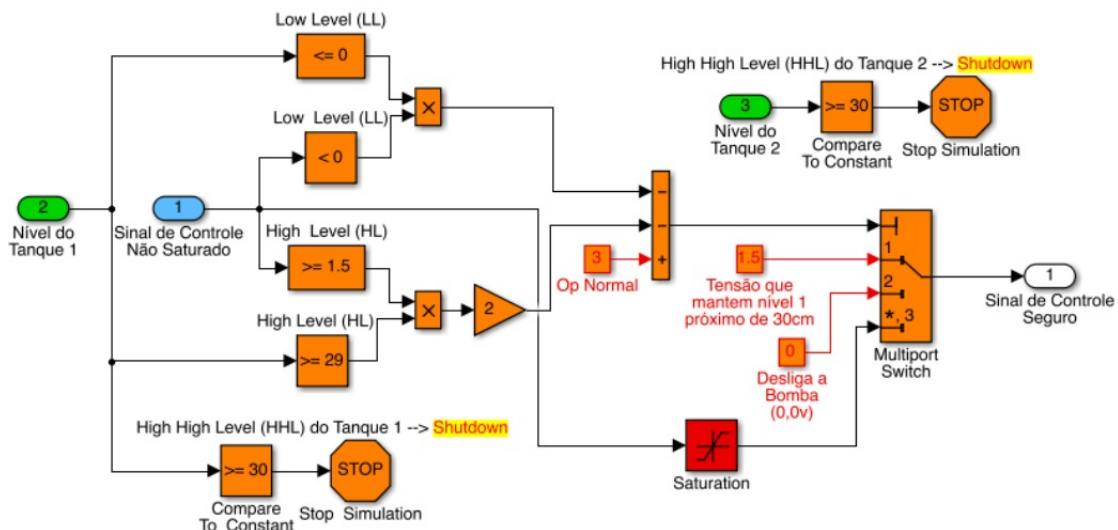 Low Level (LL)
<= 0
×
Low Level (LL)
< 0
2
Nível do
Tanque 1
1
Sinal de Controle
Não Saturado
High Level (HL)
>= 1.5
×
2
High Level (HL)
>= 29
High High Level (HHL) do Tanque 1 --> Shutdown
>= 30
Compare
To Constant
STOP
Stop Simulation
High High Level (HHL) do Tanque 2 --> Shutdown
3
Nível do
Tanque 2
>= 30
Compare
To Constant
STOP
Stop Simulation
−
−
+
3
Op Normal
1.5
Tensão que
mantem nível 1
próximo de 30cm
0
Desliga a
Bomba
(0,0v)
Saturation
1
2
*, 3
Multiport
Switch
1
Sinal de Controle
Seguro